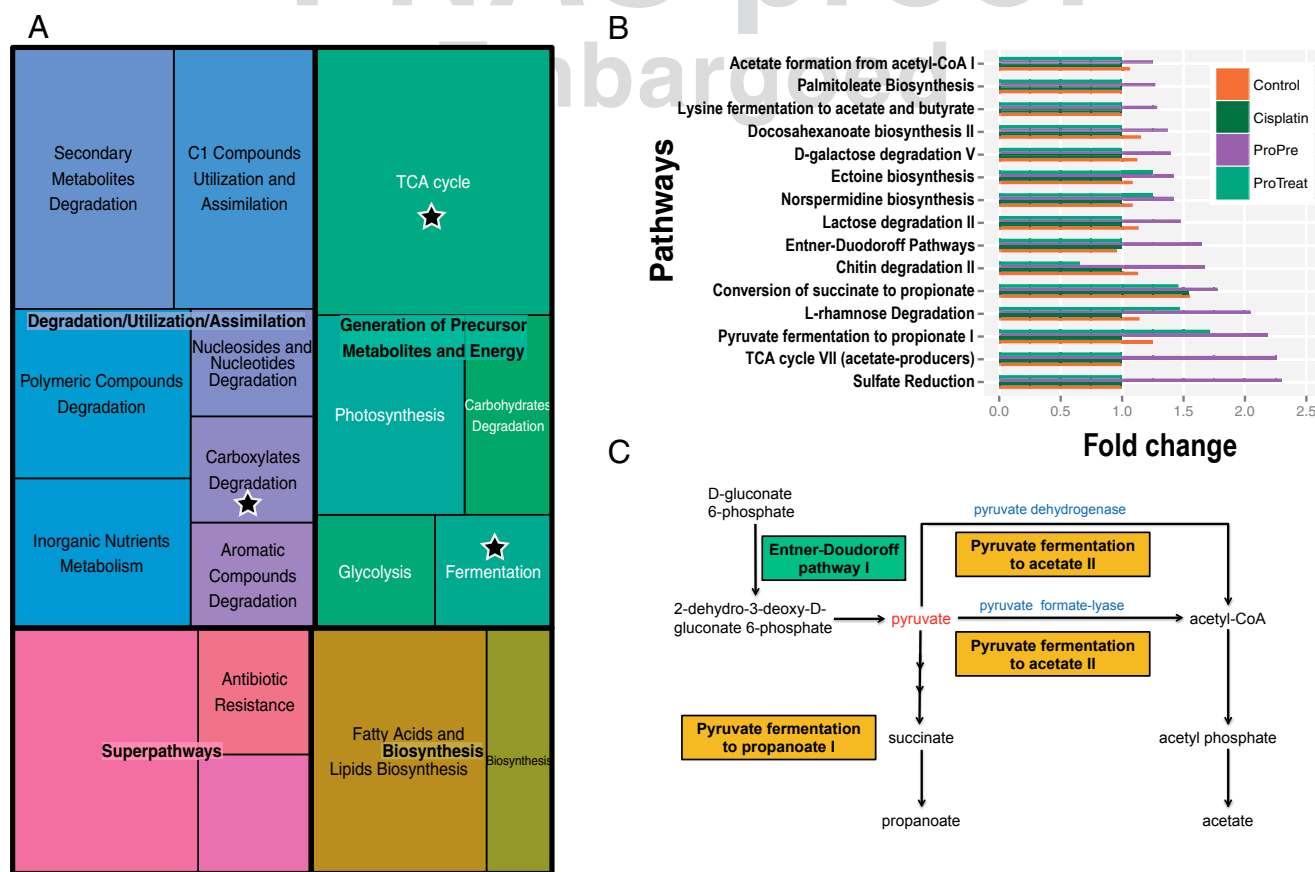 PNAS proof
Embargoed
A
Secondary
Metabolites
Degradation
C1 Compounds
Utilization and
Assimilation
TCA cycle
Degradation/Utilization/Assimilation
Generation of Precursor
Metabolites and Energy
Nucleosides and
Nucleotides
Degradation
Polymeric Compounds
Degradation
Photosynthesis
Carbohydrates
Degradation
Carboxylates
Degradation
Inorganic Nutrients
Metabolism
Aromatic
Compounds
Degradation
Glycolysis
Fermentation
Antibiotic
Resistance
Superpathways
Fatty Acids and
Lipids Biosynthesis
Biosynthesis
Biosynthesis
B
Pathways
Acetate formation from acetyl-CoA I
Palmitoleate Biosynthesis
Lysine fermentation to acetate and butyrate
Docosahexanoate biosynthesis II
D-galactose degradation V
Ectoine biosynthesis
Norspermidine biosynthesis
Lactose degradation II
Entner-Duodoroff Pathways
Chitin degradation II
Conversion of succinate to propionate
L-rhamnose Degradation
Pyruvate fermentation to propionate I
TCA cycle VII (acetate-producers)
Sulfate Reduction
Control
Cisplatin
ProPre
ProTreat
0.0 0.5 1.0 1.5 2.0 2.5
Fold change
C
D-gluconate
6-phosphate
pyruvate dehydrogenase
Entner-Doudoroff
pathway I
Pyruvate fermentation
to acetate II
2-dehydro-3-deoxy-D-
gluconate 6-phosphate
pyruvate
pyruvate formate-lyase
acetyl-CoA
Pyruvate fermentation
to acetate II
Pyruvate fermentation
to propanoate I
succinate
acetyl phosphate
propanoate
acetate